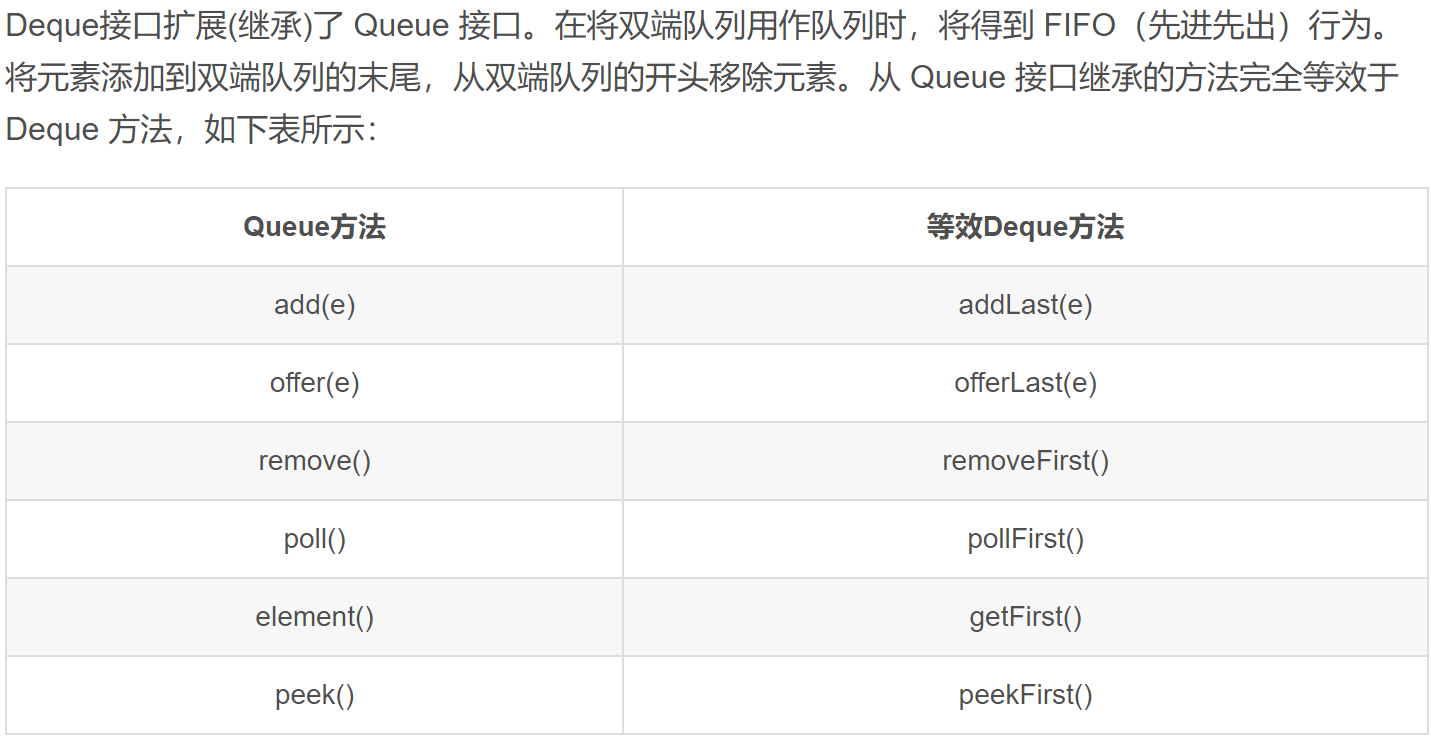 Deque接口扩展(继承)了 Queue 接口。在将双端队列用作队列时，将得到 FIFO（先进先出）行为。
将元素添加到双端队列的末尾，从双端队列的开头移除元素。从 Queue 接口继承的方法完全等效于
Deque 方法，如下表所示：
Queue方法 等效Deque方法
add(e) addLast(e)
offer(e) offerLast(e)
remove() removeFirst()
poll() pollFirst()
element() getFirst()
peek() peekFirst()